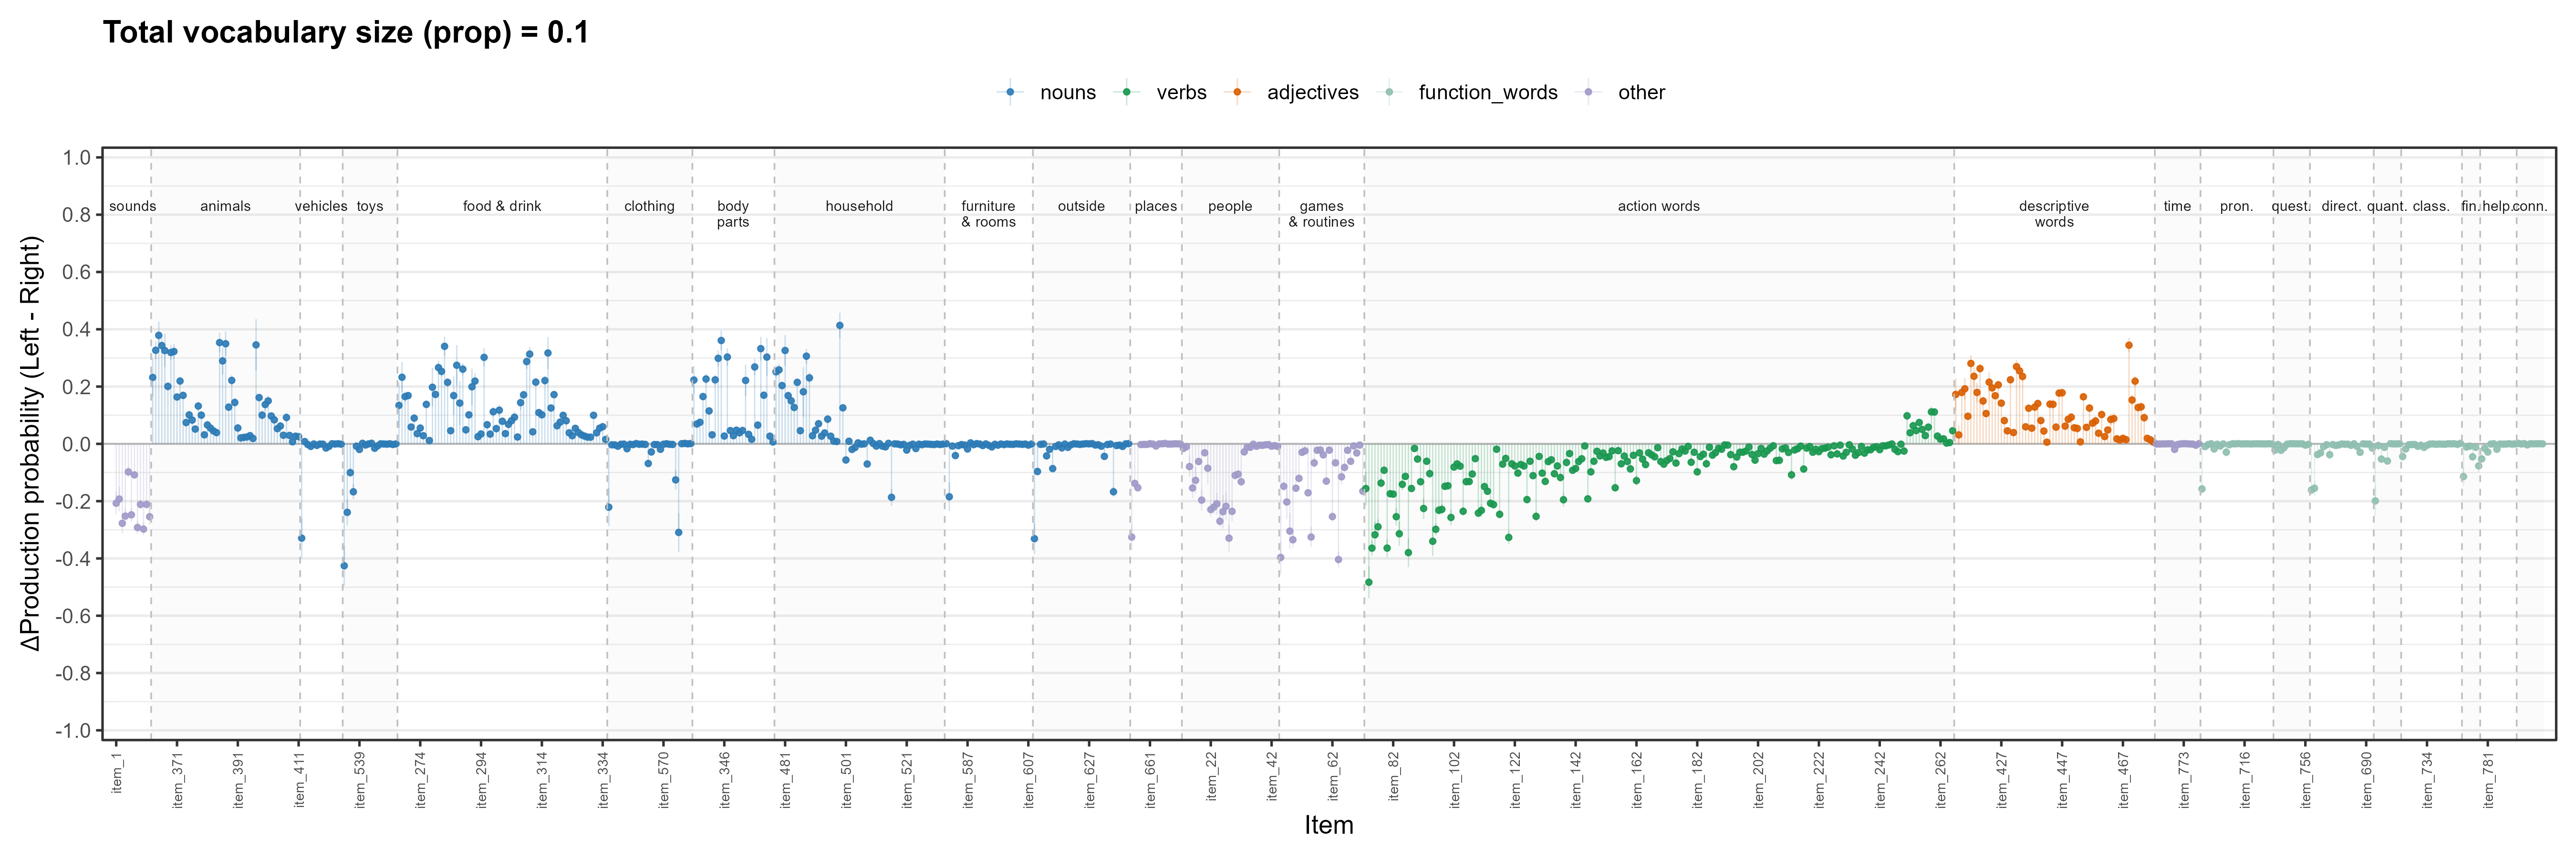 Total vocabulary size (prop) = 0.1
nouns verbs adjectives function_words other
ΔProduction probability (Left - Right)
1.0
0.8
0.6
0.4
0.2
0.0
-0.2
-0.4
-0.6
-0.8
-1.0
sounds animals vehicles toys food & drink clothing body parts household furniture & rooms outside places people games & routines action words descriptive words time pron. quest. direct. quant. class. fin. help. conn.
item_1 item_371 item_391 item_411 item_539 item_274 item_294 item_314 item_334 item_570 item_346 item_481 item_501 item_521 item_587 item_607 item_627 item_661 item_22 item_42 item_62 item_82 item_102 item_122 item_142 item_162 item_182 item_202 item_222 item_242 item_262 item_427 item_447 item_467 item_773 item_716 item_756 item_690 item_734 item_781
Item